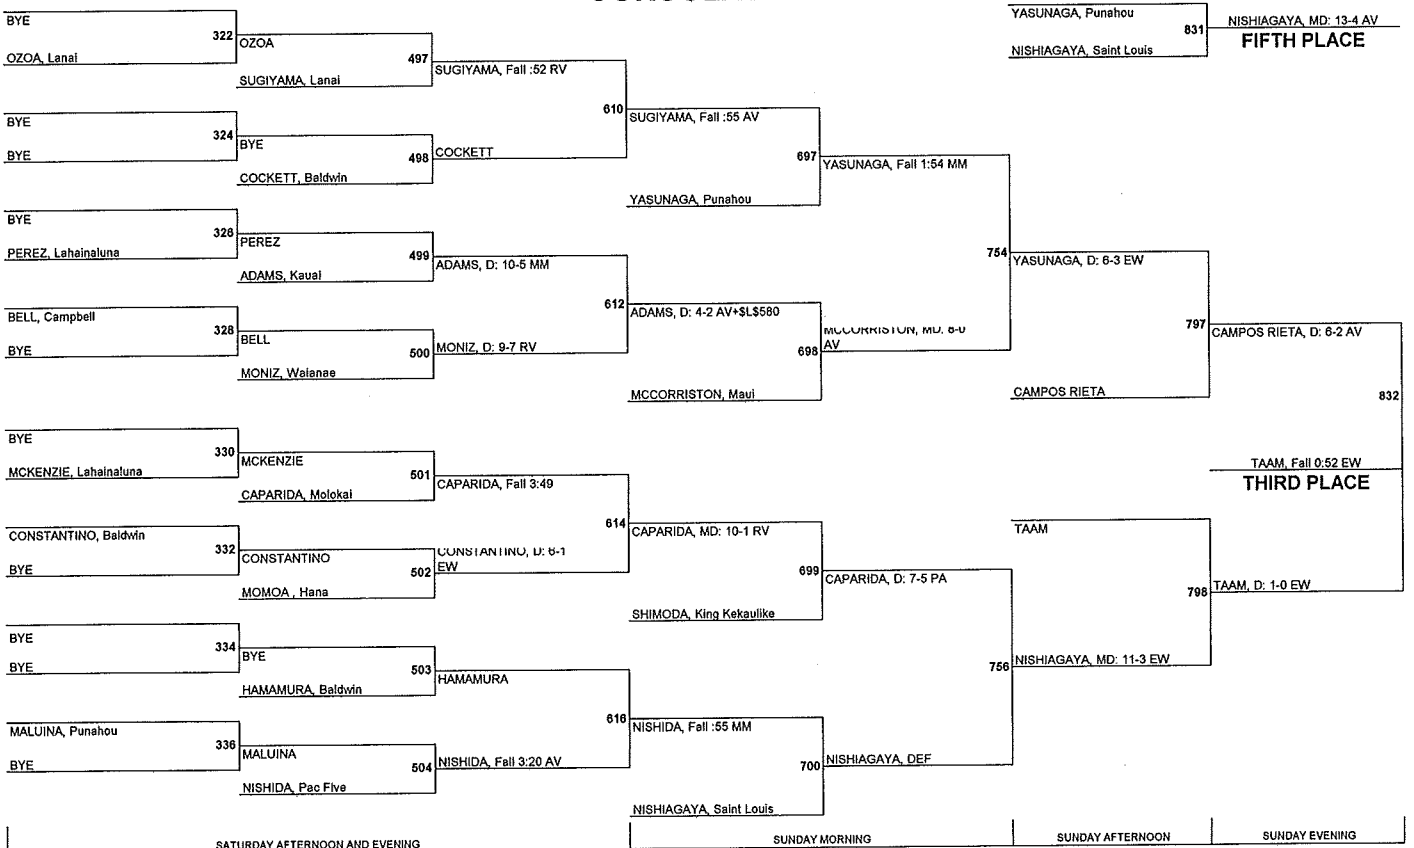 BYE
322
OZOA, Lanai
OZOA
497
SUGIYAMA, Lanai
SUGIYAMA, Fall :52 RV
BYE
324
BYE
BYE
498
COCKETT, Baldwin
COCKETT
610
SUGIYAMA, Fall :55 AV
697
YASUNAGA, Punahou
YASUNAGA, Fall 1:54 MM
BYE
328
PEREZ, Lahainaluna
PEREZ
499
ADAMS, Kauai
ADAMS, D: 10-5 MM
BELL, Campbell
328
BYE
BELL
500
MONIZ, Waianae
MONIZ, D: 9-7 RV
612
ADAMS, D: 4-2 AV+$L$580
698
MCCORRISTON, Maui
MCCORRISTON, MD: 8-0
AV
754
YASUNAGA, D: 6-3 EW
797
CAMPOS RIETA
CAMPOS RIETA, D: 6-2 AV
832
YASUNAGA, Punahou
831
NISHIAGAYA, Saint Louis
NISHIAGAYA, MD: 13-4 AV
FIFTH PLACE
BYE
330
MCKENZIE, Lahainaluna
MCKENZIE
501
CAPARIDA, Molokai
CAPARIDA, Fall 3:49
CONSTANTINO, Baldwin
332
BYE
CONSTANTINO
502
MOMOA , Hana
CONSTANTINO, D: 6-1
EW
614
CAPARIDA, MD: 10-1 RV
699
SHIMODA, King Kekaulike
CAPARIDA, D: 7-5 PA
BYE
334
BYE
BYE
503
HAMAMURA, Baldwin
HAMAMURA
MALUINA, Punahou
336
BYE
MALUINA
504
NISHIDA, Pac Five
NISHIDA, Fall 3:20 AV
616
NISHIDA, Fall :55 MM
700
NISHIAGAYA, Saint Louis
NISHIAGAYA, DEF
756
NISHIAGAYA, MD: 11-3 EW
TAAM
798
TAAM, D: 1-0 EW
TAAM, Fall 0:52 EW
THIRD PLACE
SATURDAY AFTERNOON AND EVENING
SUNDAY MORNING
SUNDAY AFTERNOON
SUNDAY EVENING